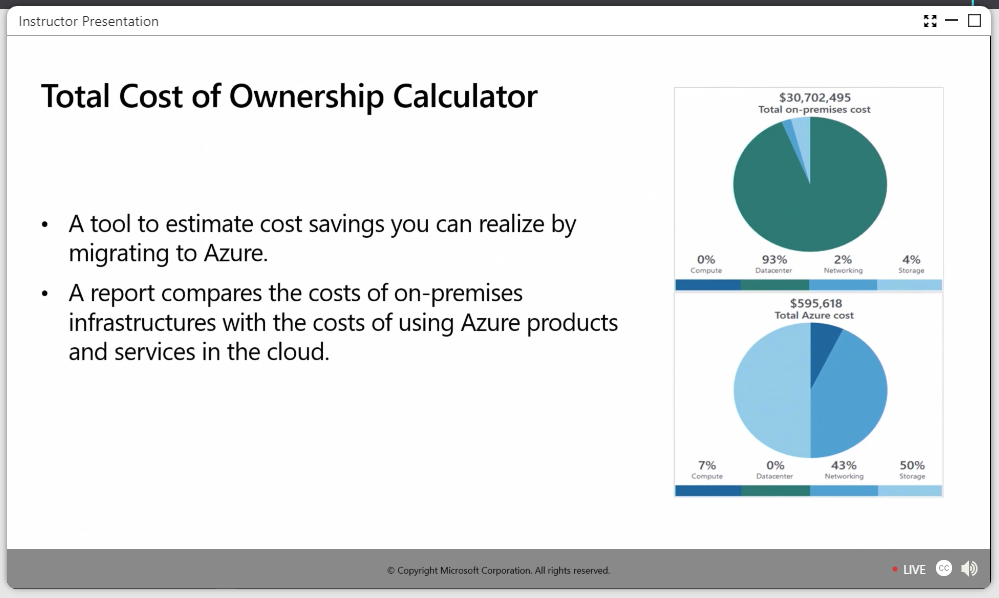 Instructor Presentation
Total Cost of Ownership Calculator
• A tool to estimate cost savings you can realize by
migrating to Azure.
• A report compares the costs of on-premises
infrastructures with the costs of using Azure products
and services in the cloud.
$30,702,495
Total on-premises cost
0% 93% 2% 4%
Compute Datacenter Networking Storage
$595,618
Total Azure cost
7% 0% 43% 50%
Compute Datacenter Networking Storage
© Copyright Microsoft Corporation. All rights reserved.
LIVE CC